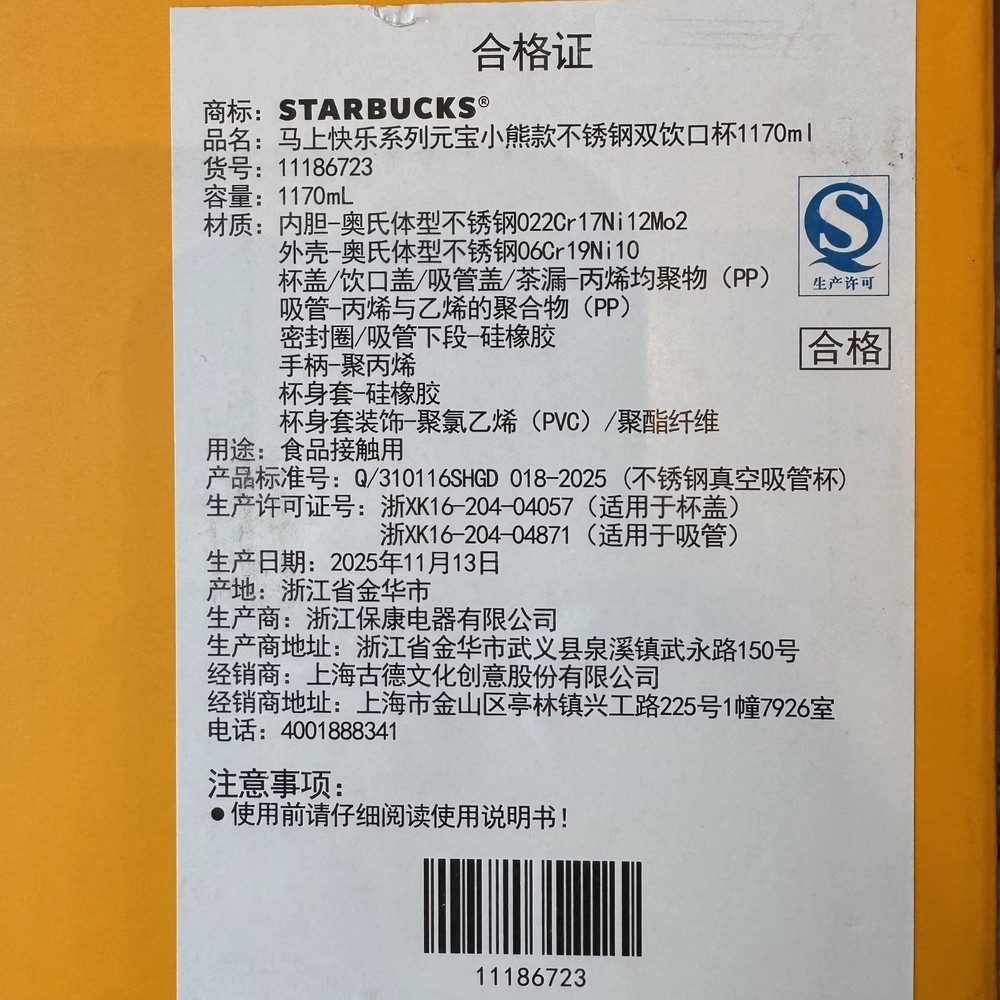 合格证
商标：STARBUCKS®
品名：马上快乐系列元宝小熊款不锈钢双饮口杯1170ml
货号：11186723
容量：1170mL
材质：内胆-奥氏体型不锈钢022Cr17Ni12Mo2
外壳-奥氏体型不锈钢06Cr19Ni10
杯盖/饮口盖/吸管盖/茶漏-丙烯均聚物（PP）
吸管-丙烯与乙烯的聚合物（PP）
密封圈/吸管下段-硅橡胶
手柄-聚丙烯
杯身套-硅橡胶
杯身套装饰-聚氯乙烯（PVC）/聚酯纤维
用途：食品接触用
产品标准号：Q/310116SHGD 018-2025（不锈钢真空吸管杯）
生产许可证号：浙XK16-204-04057（适用于杯盖）
浙XK16-204-04871（适用于吸管）
生产日期：2025年11月13日
产地：浙江省金华市
生产商：浙江保康电器有限公司
生产商地址：浙江省金华市武义县泉溪镇武永路150号
经销商：上海古德文化创意股份有限公司
经销商地址：上海市金山区亭林镇兴工路225号1幢7926室
电话：4001888341
S
生产许可
合格
注意事项：
●使用前请仔细阅读使用说明书！
11186723